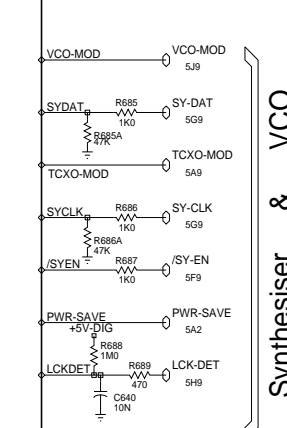 VCO-MOD
VCO-MOD
5J9
SYDAT
R685
1K0
SY-DAT
5G9
R685A
47K
TCXO-MOD
TCXO-MOD
5A9
SYCLK
R686
1K0
SY-CLK
5G9
R686A
47K
/SYEN
R687
1K0
/SY-EN
5F9
PWR-SAVE
PWR-SAVE
5A2
+5V-DIG
R688
1M0
LCKDET
R689
470
LCK-DET
5H9
C640
10N
Synthesiser & VCO